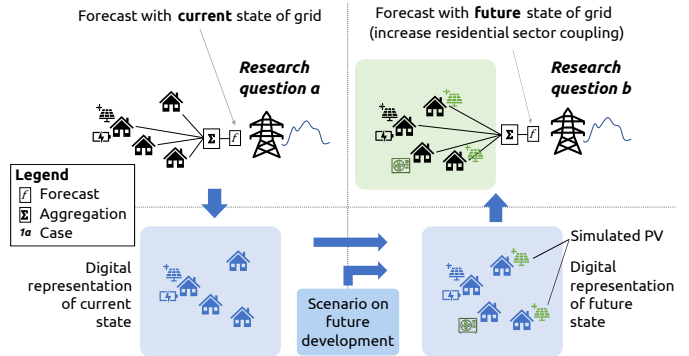 Forecast with current state of grid
Research
question a
Σ
f
Forecast with future state of grid
(increase residential sector coupling)
Research
question b
Σ
f
Legend
f Forecast
Σ Aggregation
1a Case
Digital
representation
of current
state
Scenario on
future
development
Simulated PV
Digital
representation
of future
state